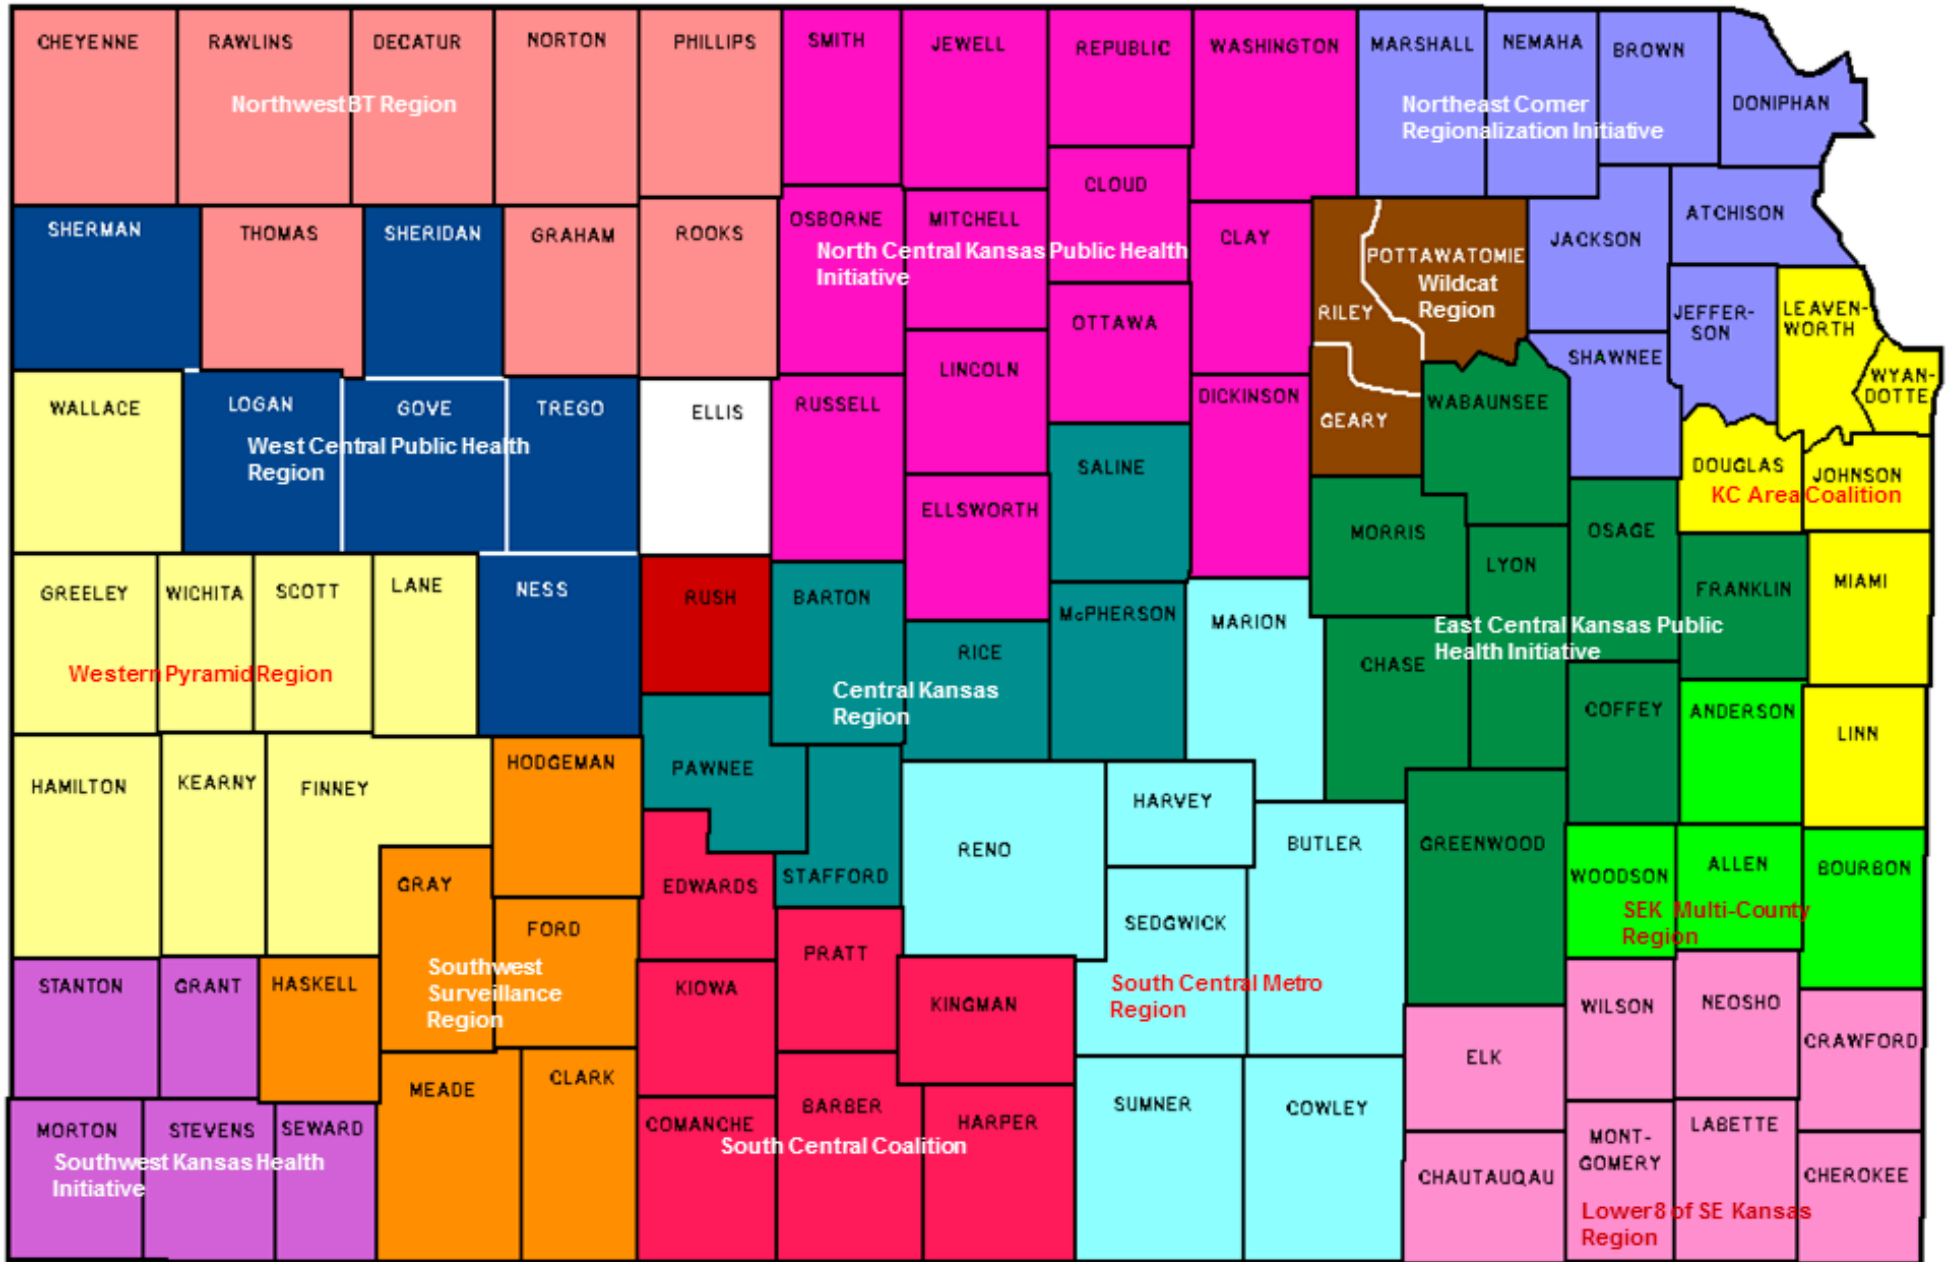 CHEYENNE
RAWLINS
DECATUR
NORTON
PHILLIPS
SMITH
JEWELL
REPUBLIC
WASHINGTON
MARSHALL
NEMAHA
BROWN
DONIPHAN
NorthwestBT Region
Northeast Corner
Regionalization Initiative
SHERMAN
THOMAS
SHERIDAN
GRAHAM
ROOKS
OSBORNE
MITCHELL
CLOUD
CLAY
North Central Kansas Public Health
Initiative
POTTAWATOMIE
Wildcat
Region
RILEY
JACKSON
ATCHISON
JEFFER-
SON
LEAVEN-
WORTH
WYAN-
DOTTE
WALLACE
LOGAN
GOVE
TREGO
ELLIS
RUSSELL
LINCOLN
OTTAWA
DICKINSON
GEARY
WABAUNSEE
SHAWNEE
DOUGLAS
JOHNSON
KC Area Coalition
West Central Public Health
Region
ELLSWORTH
SALINE
MORRIS
LYON
OSAGE
FRANKLIN
MIAMI
GREELEY
WICHITA
SCOTT
LANE
NESS
RUSH
BARTON
RICE
McPHERSON
MARION
CHASE
East Central Kansas Public
Health Initiative
COFFEY
ANDERSON
LINN
Western Pyramid Region
Central Kansas
Region
HAMILTON
KEARNY
FINNEY
HODGEMAN
PAWNEE
STAFFORD
RENO
HARVEY
BUTLER
GREENWOOD
WOODSON
ALLEN
BOURBON
SEK Multi-County
Region
GRAY
FORD
EDWARDS
PRATT
SEDGWICK
Southwest
Surveillance
Region
South Central Metro
Region
STANTON
GRANT
HASKELL
KIOWA
KINGMAN
ELK
WILSON
NEOSHO
CRAWFORD
MORTON
STEVENS
SEWARD
Southwest Kansas Health
Initiative
MEADE
CLARK
COMANCHE
BARBER
HARPER
South Central Coalition
SUMNER
COWLEY
CHAUTAUQAU
MONT-
GOMERY
LABETTE
CHEROKEE
Lower8 of SE Kansas
Region